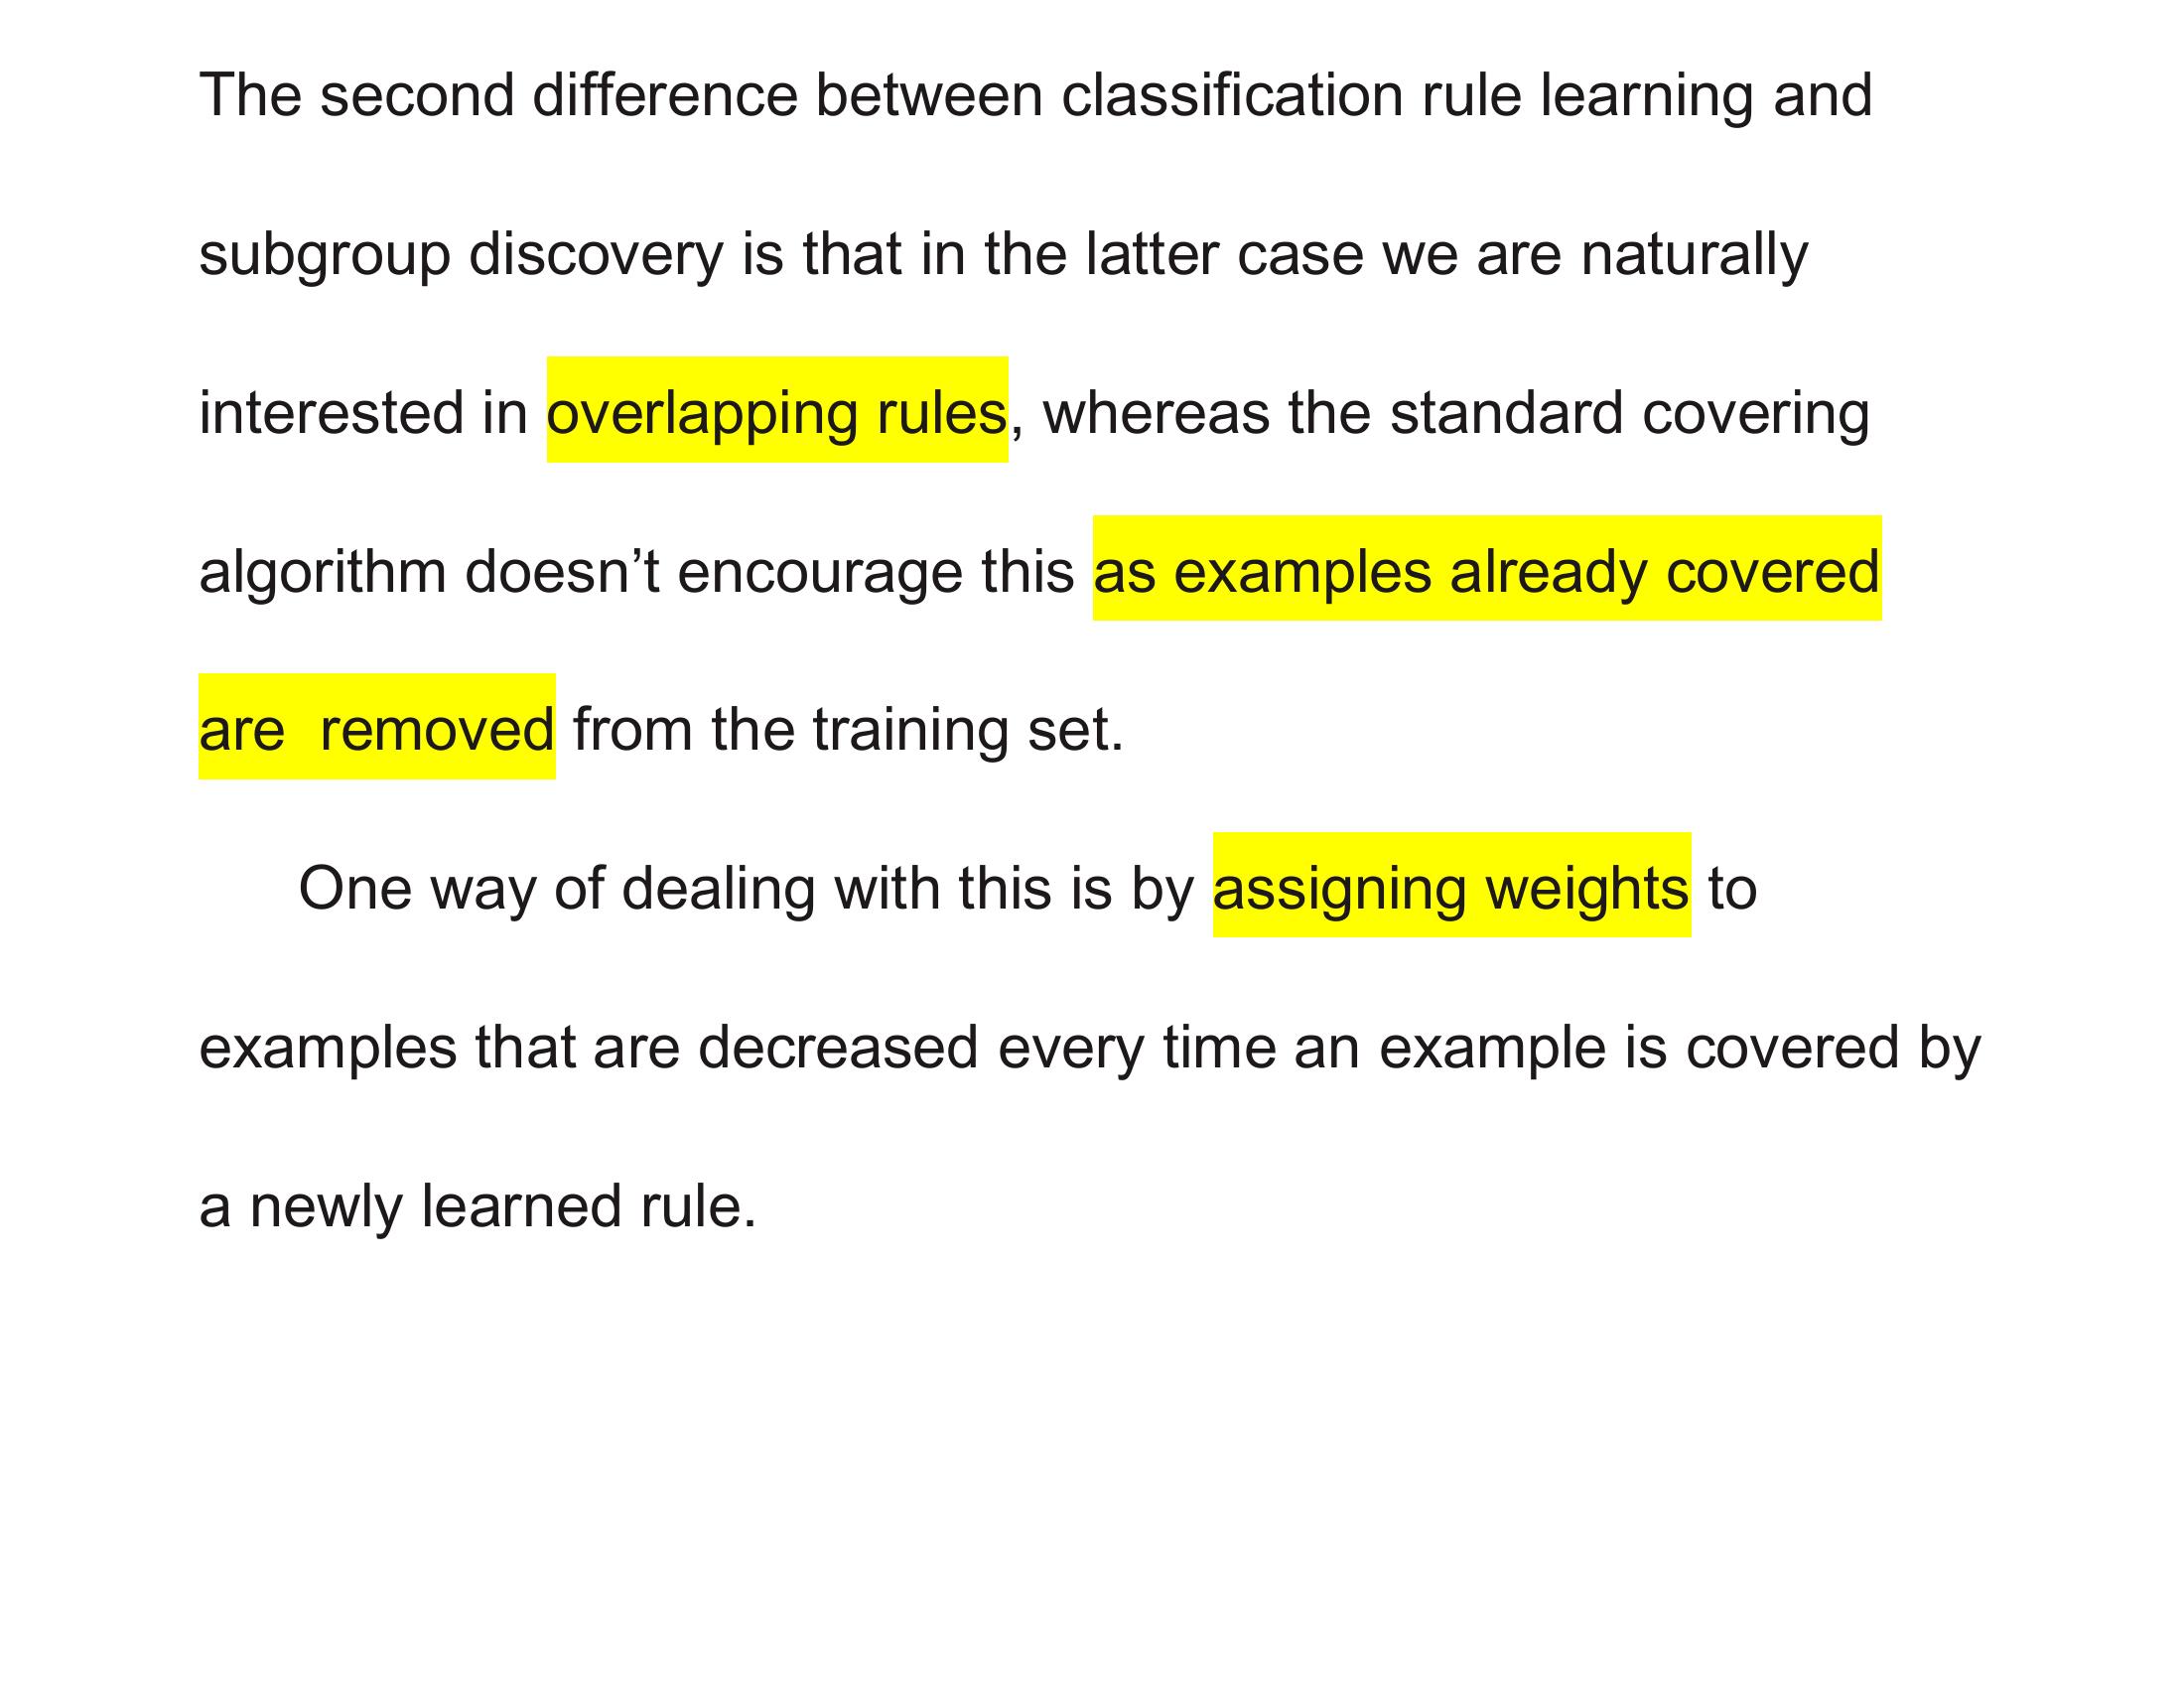 The second difference between classification rule learning and
subgroup discovery is that in the latter case we are naturally
interested in overlapping rules, whereas the standard covering
algorithm doesn’t encourage this as examples already covered
are  removed from the training set.
One way of dealing with this is by assigning weights to
examples that are decreased every time an example is covered by
a newly learned rule.